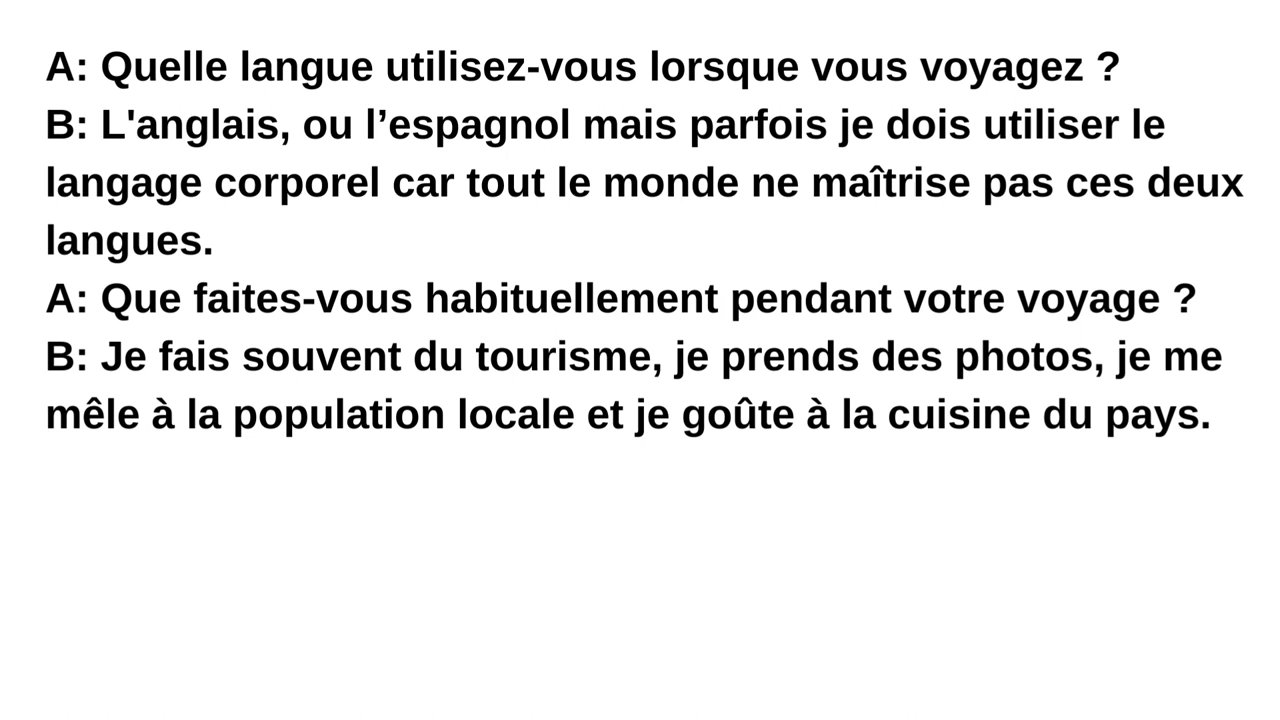 A: Quelle langue utilisez-vous lorsque vous voyagez ?
B: L'anglais, ou l’espagnol mais parfois je dois utiliser le
langage corporel car tout le monde ne maîtrise pas ces deux
langues.
A: Que faites-vous habituellement pendant votre voyage ?
B: Je fais souvent du tourisme, je prends des photos, je me
mêle à la population locale et je goûte à la cuisine du pays.